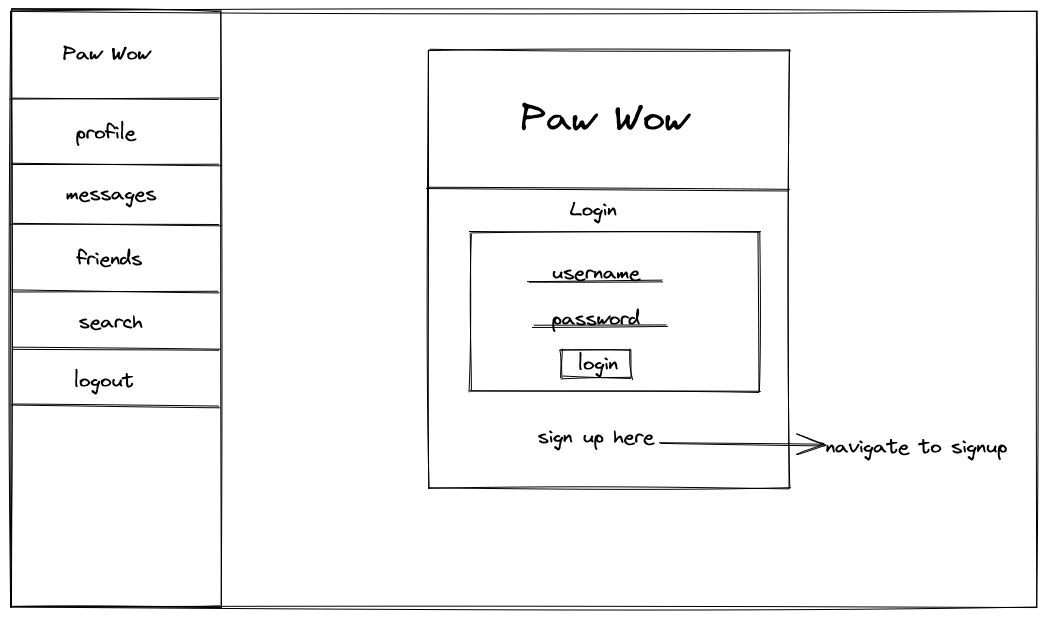 Paw Wow
profile
messages
friends
search
logout
Paw Wow
Login
username
password
login
sign up here
navigate to signup